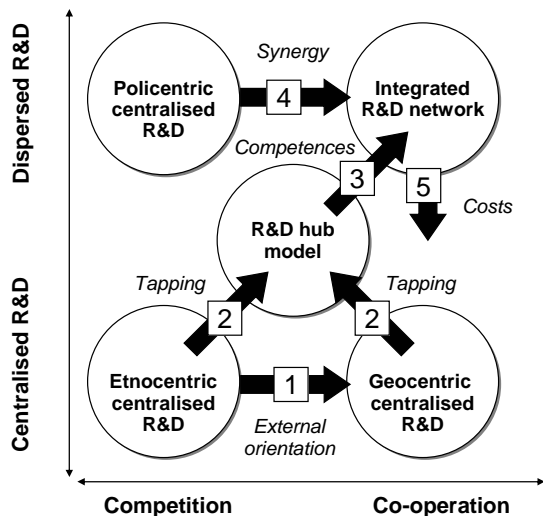 Dispersed R&D
Centralised R&D
Policentric
centralised
R&D
Synergy
4
Integrated
R&D network
Competences
3
5
Costs
R&D hub
model
Tapping
2
Tapping
2
Etnocentric
centralised
R&D
1
External
orientation
Geocentric
centralised
R&D
Competition
Co-operation